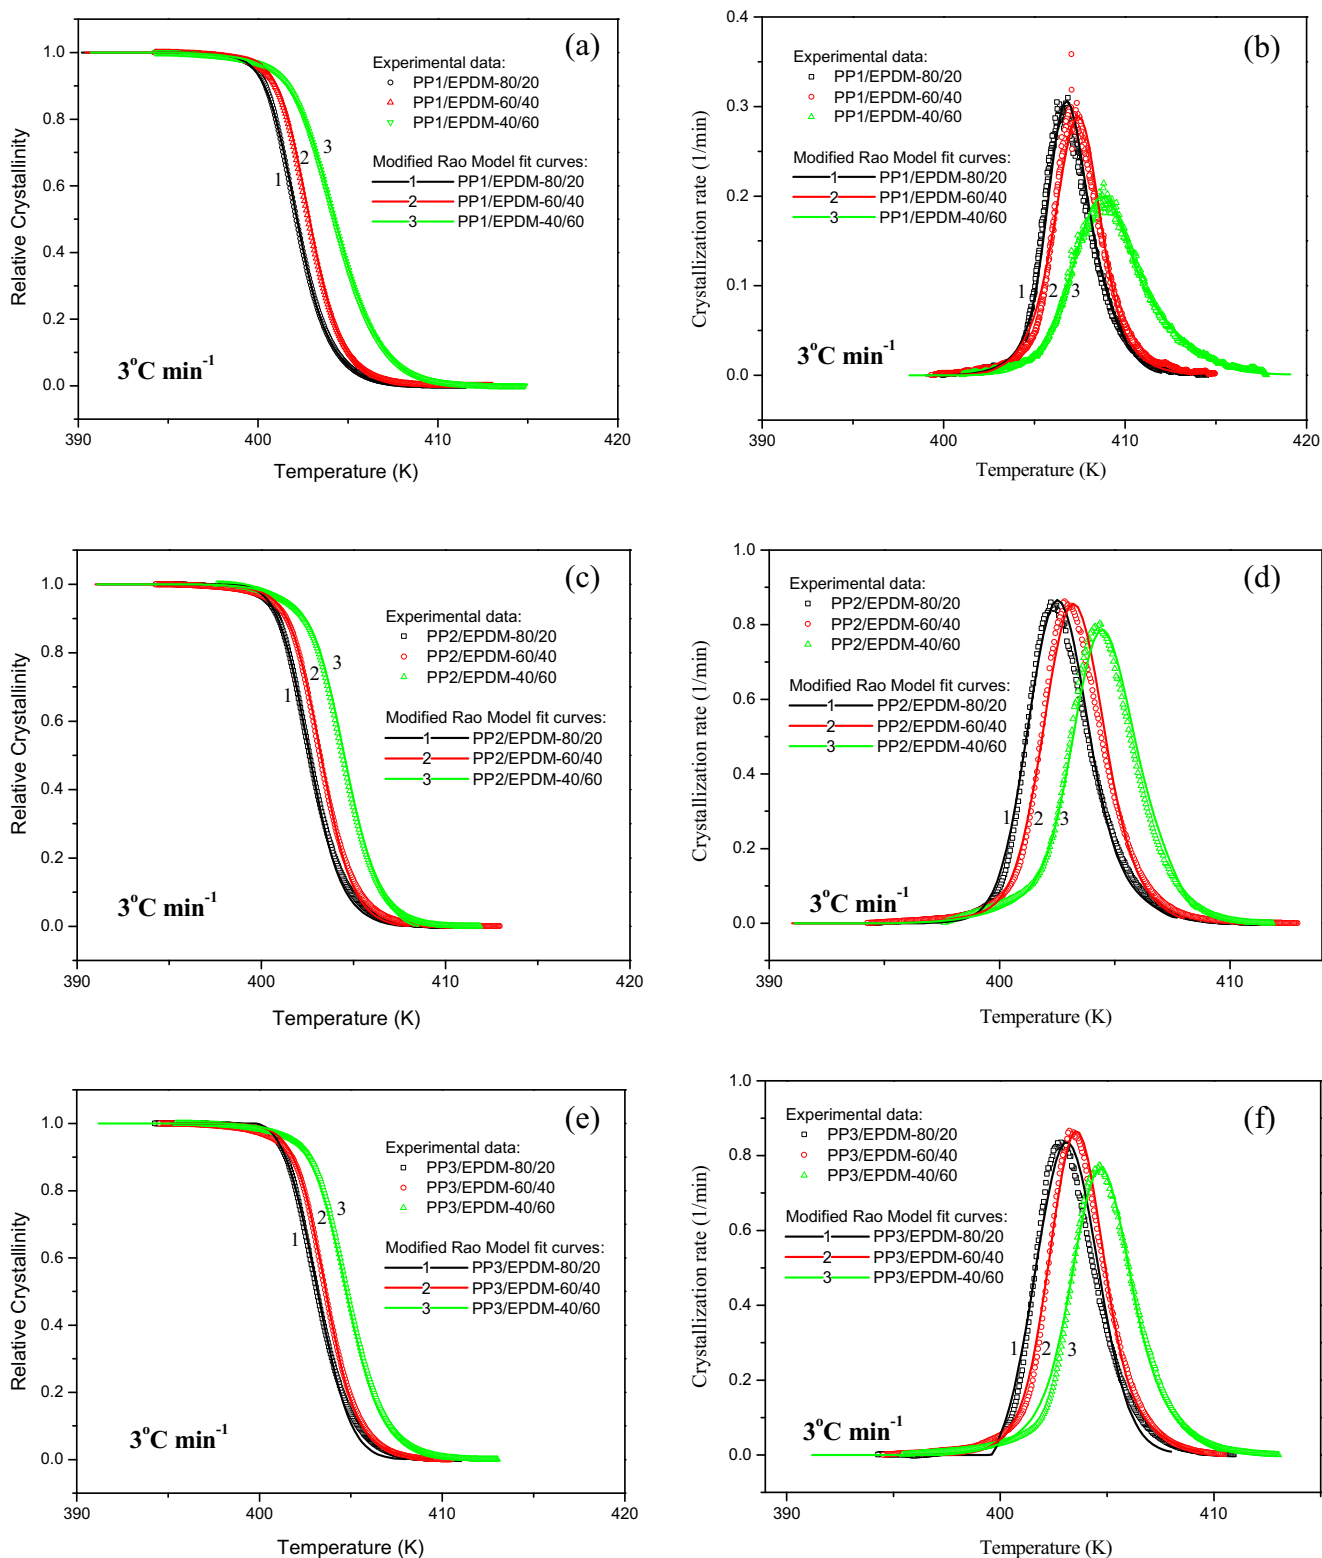 (a)
Experimental data:
PP1/EPDM-80/20
PP1/EPDM-60/40
PP1/EPDM-40/60
Modified Rao Model fit curves:
1 PP1/EPDM-80/20
2 PP1/EPDM-60/40
3 PP1/EPDM-40/60
1 2 3
3°C min⁻¹
Relative Crystallinity
1.0
0.8
0.6
0.4
0.2
0.0
390 400 410 420
Temperature (K)
(b)
Experimental data:
PP1/EPDM-80/20
PP1/EPDM-60/40
PP1/EPDM-40/60
Modified Rao Model fit curves:
1 PP1/EPDM-80/20
2 PP1/EPDM-60/40
3 PP1/EPDM-40/60
1 2 3
3°C min⁻¹
Crystallization rate (1/min)
0.4
0.3
0.2
0.1
0.0
390 400 410 420
Temperature (K)
(c)
Experimental data:
PP2/EPDM-80/20
PP2/EPDM-60/40
PP2/EPDM-40/60
Modified Rao Model fit curves:
1 PP2/EPDM-80/20
2 PP2/EPDM-60/40
3 PP2/EPDM-40/60
1 2 3
3°C min⁻¹
Relative Crystallinity
1.0
0.8
0.6
0.4
0.2
0.0
390 400 410 420
Temperature (K)
(d)
Experimental data:
PP2/EPDM-80/20
PP2/EPDM-60/40
PP2/EPDM-40/60
Modified Rao Model fit curves:
1 PP2/EPDM-80/20
2 PP2/EPDM-60/40
3 PP2/EPDM-40/60
1 2 3
3°C min⁻¹
Crystallization rate (1/min)
1.0
0.8
0.6
0.4
0.2
0.0
390 400 410
Temperature (K)
(e)
Experimental data:
PP3/EPDM-80/20
PP3/EPDM-60/40
PP3/EPDM-40/60
Modified Rao Model fit curves:
1 PP3/EPDM-80/20
2 PP3/EPDM-60/40
3 PP3/EPDM-40/60
1 2 3
3°C min⁻¹
Relative Crystallinity
1.0
0.8
0.6
0.4
0.2
0.0
390 400 410 420
Temperature (K)
(f)
Experimental data:
PP3/EPDM-80/20
PP3/EPDM-60/40
PP3/EPDM-40/60
Modified Rao Model fit curves:
1 PP3/EPDM-80/20
2 PP3/EPDM-60/40
3 PP3/EPDM-40/60
1 2 3
3°C min⁻¹
Crystallization rate (1/min)
1.0
0.8
0.6
0.4
0.2
0.0
390 400 410
Temperature (K)